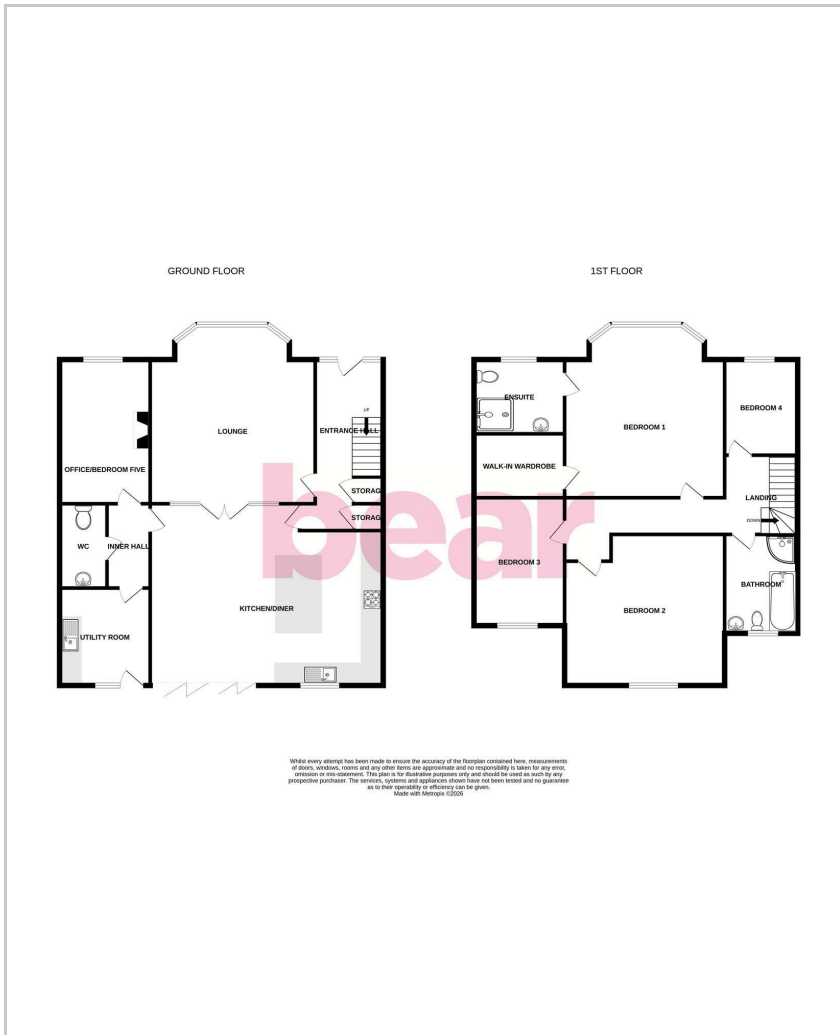 GROUND FLOOR
1ST FLOOR
LOUNGE
ENTRANCE HALL
UP
OFFICE/BEDROOM FIVE
STORAG
STORAG
WC
INNER HALL
KITCHEN/DINER
UTILITY ROOM
ENSUITE
BEDROOM 1
BEDROOM 4
WALK-IN WARDROBE
LANDING
DOWN
BEDROOM 3
BATHROOM
BEDROOM 2
bear
Whilst every attempt has been made to ensure the accuracy of the floorplan contained here, measurements
of doors, windows, rooms and any other items are approximate and no responsibility is taken for any error,
omission or mis-statement. This plan is for illustrative purposes only and should be used as such by any
prospective purchaser. The services, systems and appliances shown have not been tested and no guarantee
as to their operability or efficiency can be given.
Made with Metropix ©2026